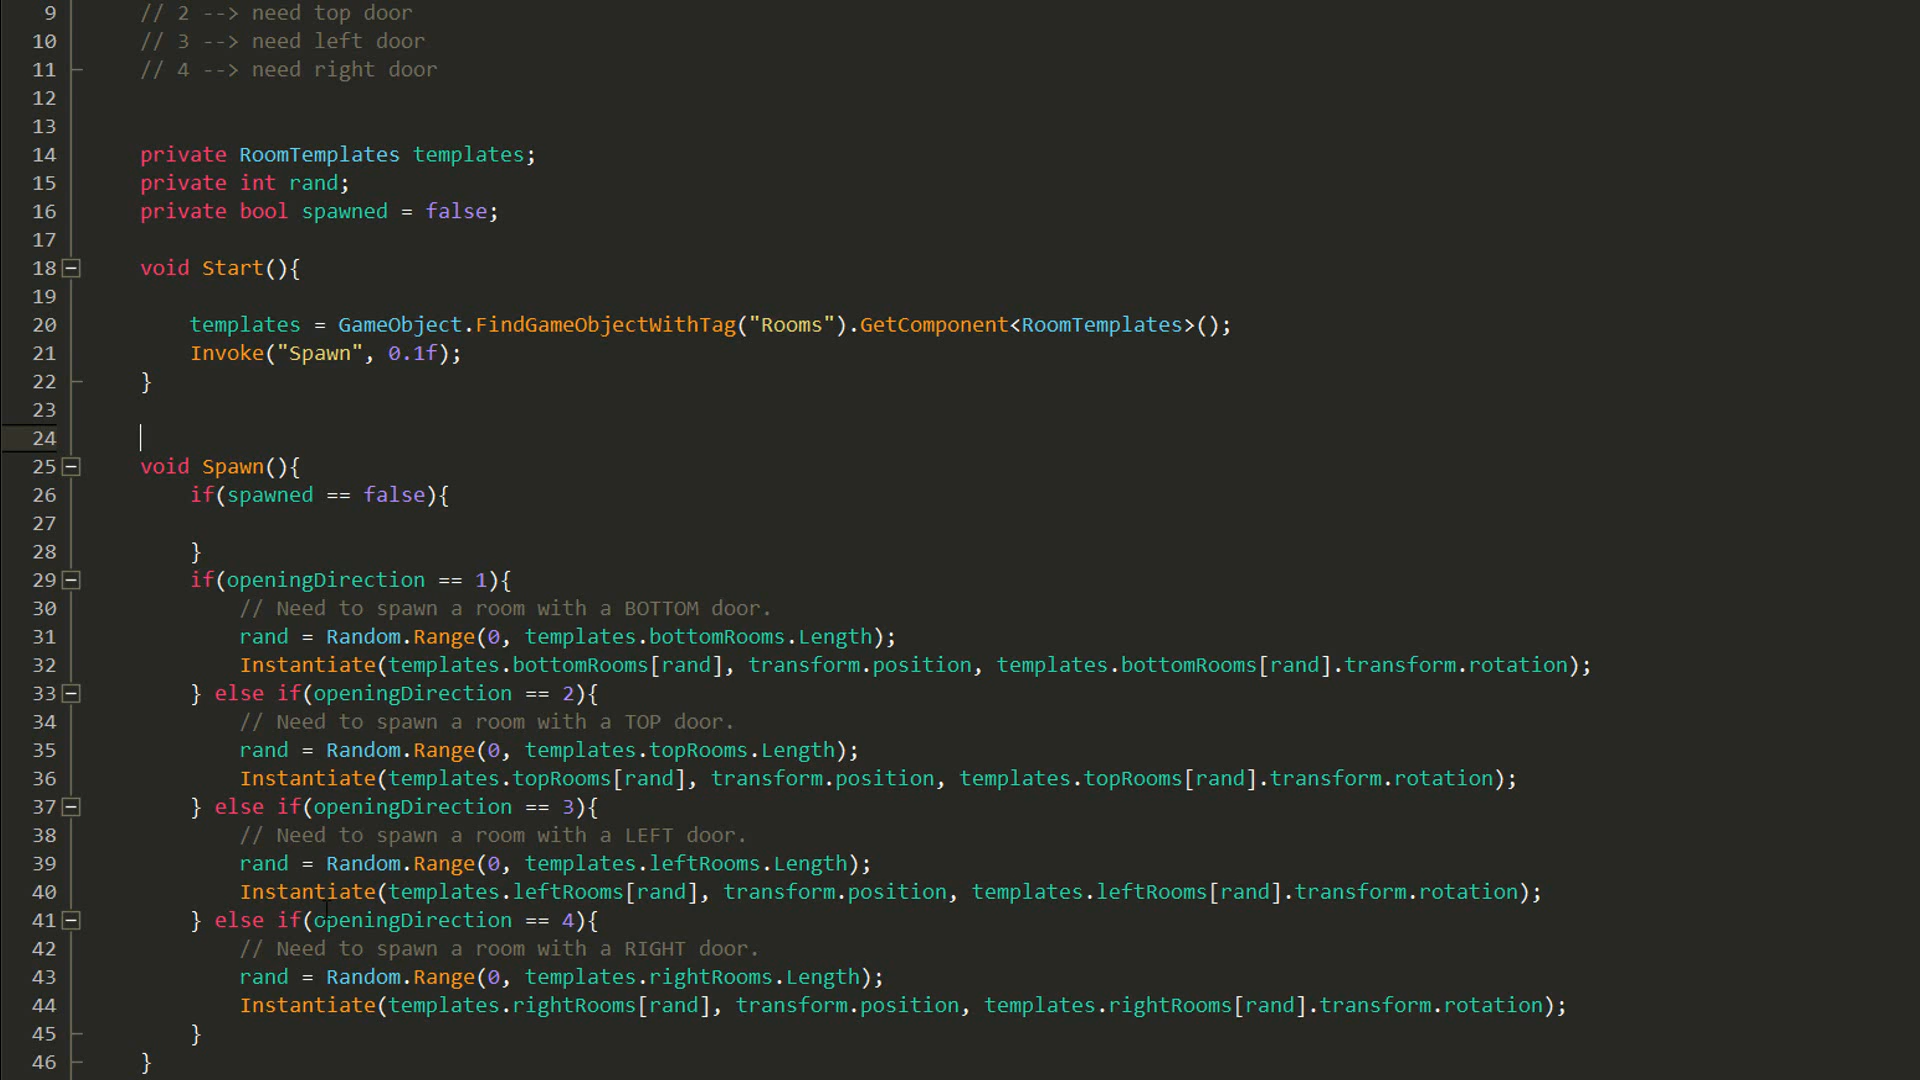 9 // 2 --> need top door
10 // 3 --> need left door
11 // 4 --> need right door
12
13
14 private RoomTemplates templates;
15 private int rand;
16 private bool spawned = false;
17
18 void Start(){
19
20 templates = GameObject.FindGameObjectWithTag("Rooms").GetComponent<RoomTemplates>();
21 Invoke("Spawn", 0.1f);
22 }
23
24
25 void Spawn(){
26 if(spawned == false){
27
28 }
29 if(openingDirection == 1){
30 // Need to spawn a room with a BOTTOM door.
31 rand = Random.Range(0, templates.bottomRooms.Length);
32 Instantiate(templates.bottomRooms[rand], transform.position, templates.bottomRooms[rand].transform.rotation);
33 } else if(openingDirection == 2){
34 // Need to spawn a room with a TOP door.
35 rand = Random.Range(0, templates.topRooms.Length);
36 Instantiate(templates.topRooms[rand], transform.position, templates.topRooms[rand].transform.rotation);
37 } else if(openingDirection == 3){
38 // Need to spawn a room with a LEFT door.
39 rand = Random.Range(0, templates.leftRooms.Length);
40 Instantiate(templates.leftRooms[rand], transform.position, templates.leftRooms[rand].transform.rotation);
41 } else if(openingDirection == 4){
42 // Need to spawn a room with a RIGHT door.
43 rand = Random.Range(0, templates.rightRooms.Length);
44 Instantiate(templates.rightRooms[rand], transform.position, templates.rightRooms[rand].transform.rotation);
45 }
46 }